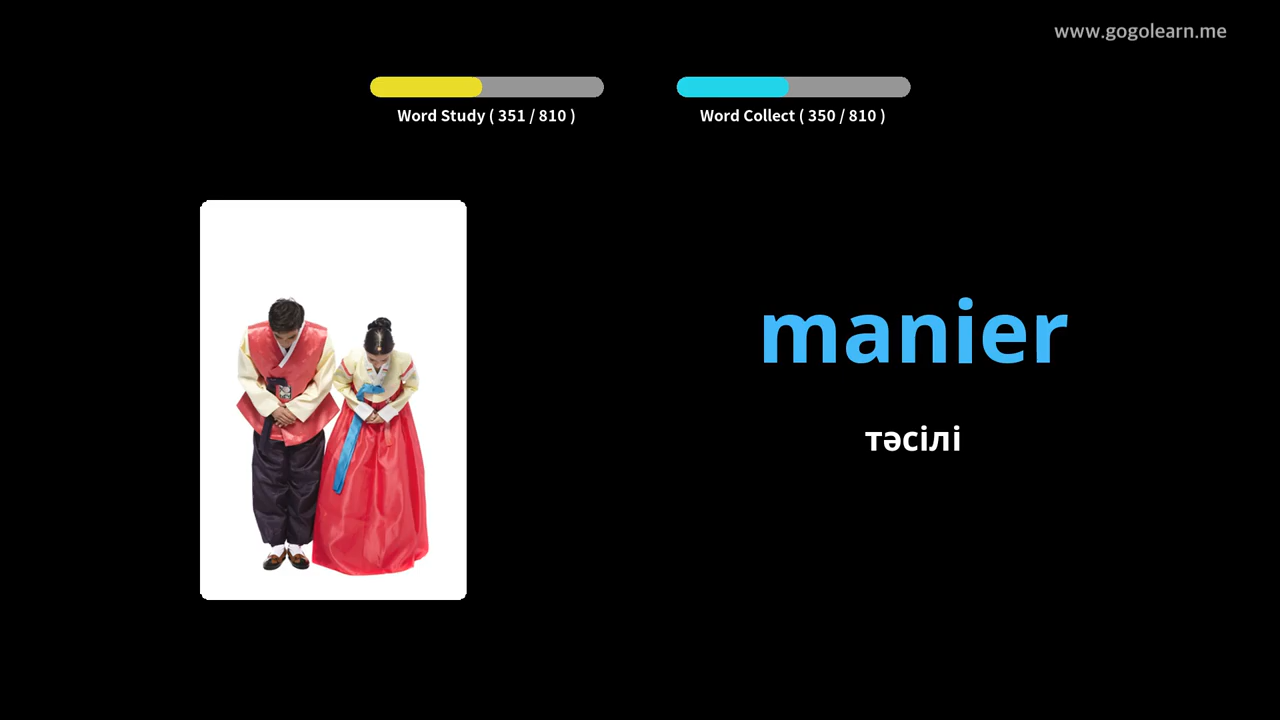 www.gogolearn.me
Word Study ( 351 / 810 )
Word Collect ( 350 / 810 )
manier
тәсілі